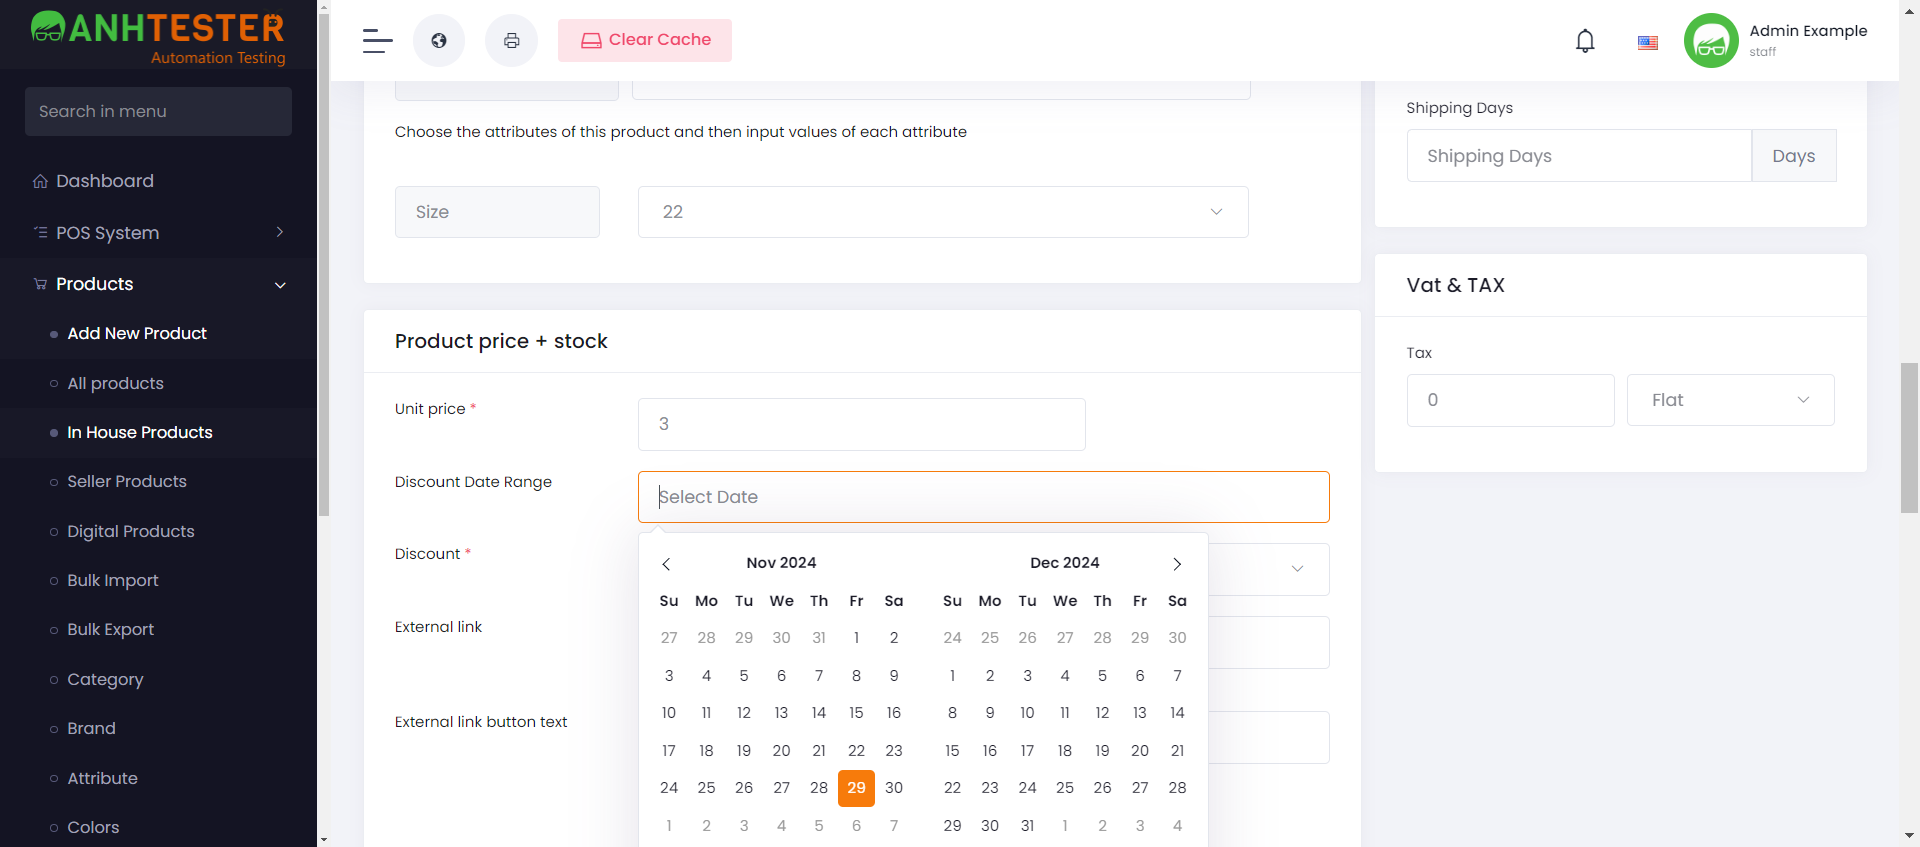 ANHTESTER
Automation Testing
Search in menu
Dashboard
POS System
Products
Add New Product
All products
In House Products
Seller Products
Digital Products
Bulk Import
Bulk Export
Category
Brand
Attribute
Colors
Clear Cache
Admin Example
staff
Choose the attributes of this product and then input values of each attribute
Size
22
Product price + stock
Unit price *
3
Discount Date Range
Select Date
Discount *
External link
External link button text
Nov 2024
Su Mo Tu We Th Fr Sa
27 28 29 30 31 1 2
3 4 5 6 7 8 9
10 11 12 13 14 15 16
17 18 19 20 21 22 23
24 25 26 27 28 29 30
1 2 3 4 5 6 7
Dec 2024
Su Mo Tu We Th Fr Sa
24 25 26 27 28 29 30
1 2 3 4 5 6 7
8 9 10 11 12 13 14
15 16 17 18 19 20 21
22 23 24 25 26 27 28
29 30 31 1 2 3 4
Shipping Days
Shipping Days
Days
Vat & TAX
Tax
0
Flat